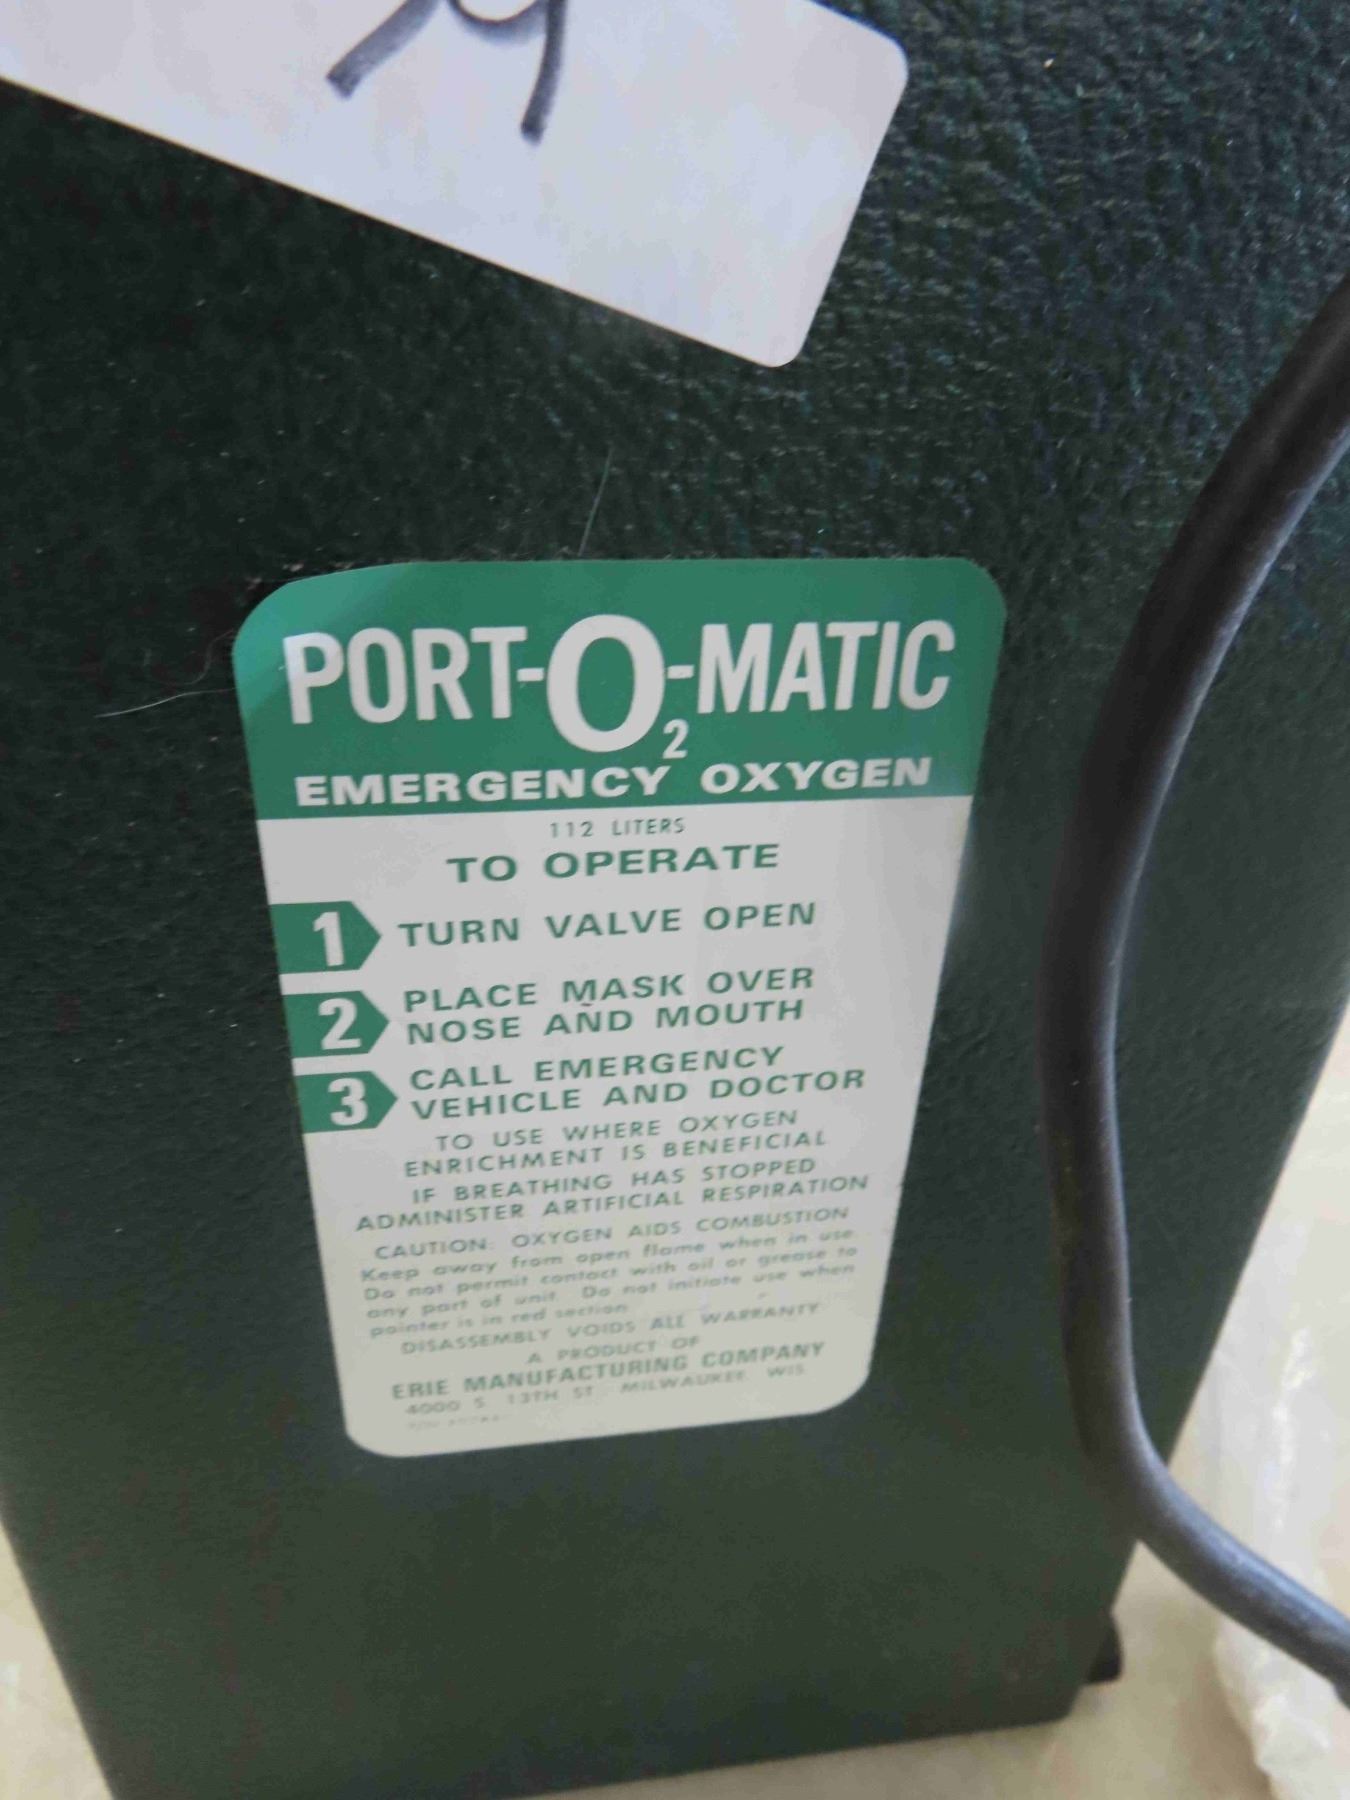 PORT-O2-MATIC
EMERGENCY OXYGEN
112 LITERS
TO OPERATE
1 TURN VALVE OPEN
2 PLACE MASK OVER
NOSE AND MOUTH
3 CALL EMERGENCY
VEHICLE AND DOCTOR
TO USE WHERE OXYGEN
ENRICHMENT IS BENEFICIAL
IF BREATHING HAS STOPPED
ADMINISTER ARTIFICIAL RESPIRATION
CAUTION: OXYGEN AIDS COMBUSTION
Keep away from open flame when in use.
Do not permit contact with oil or grease to
any part of unit. Do not initiate use when
pointer is in red section.
DISASSEMBLY VOIDS ALL WARRANTY
A PRODUCT OF
ERIE MANUFACTURING COMPANY
4000 S. 13TH ST. MILWAUKEE, WIS.